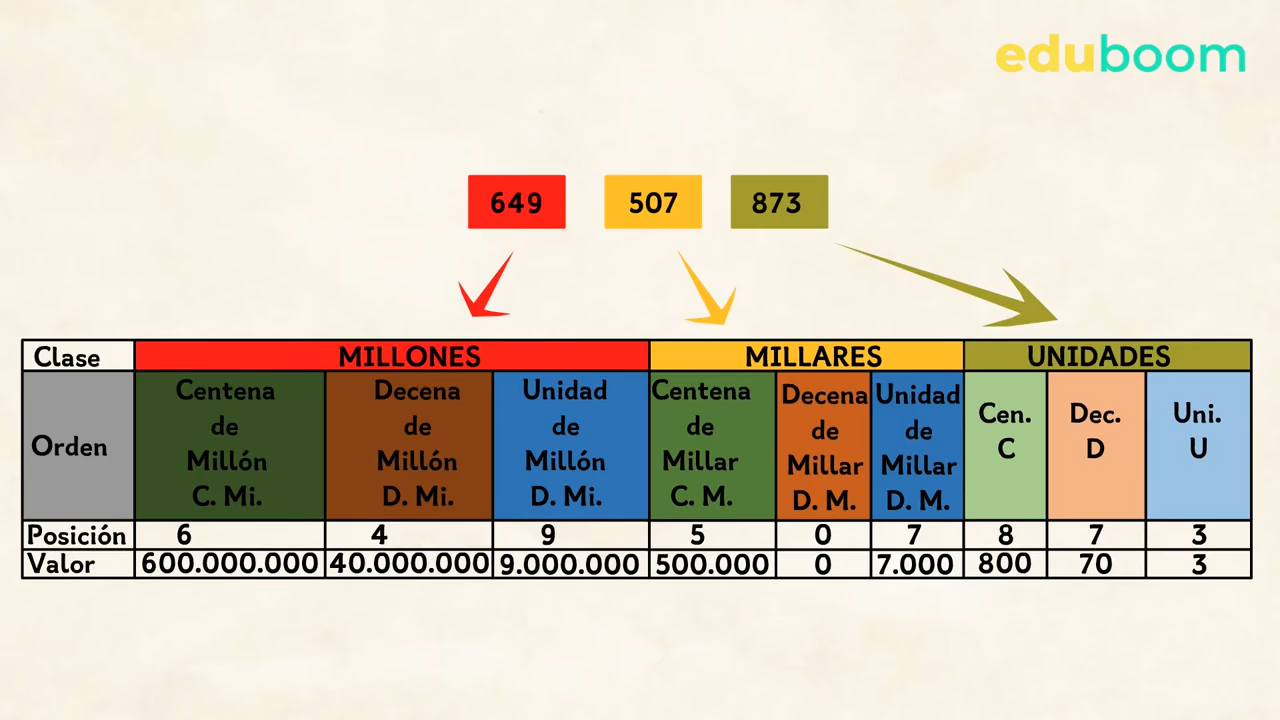 eduboom
649 507 873
Clase MILLONES MILLARES UNIDADES
Orden
Centena
de
Millón
C. Mi.
Decena
de
Millón
D. Mi.
Unidad
de
Millón
D. Mi.
Centena
de
Millar
C. M.
Decena
de
Millar
D. M.
Unidad
de
Millar
D. M.
Cen.
C
Dec.
D
Uni.
U
Posición 6 4 9 5 0 7 8 7 3
Valor 600.000.000 40.000.000 9.000.000 500.000 0 7.000 800 70 3